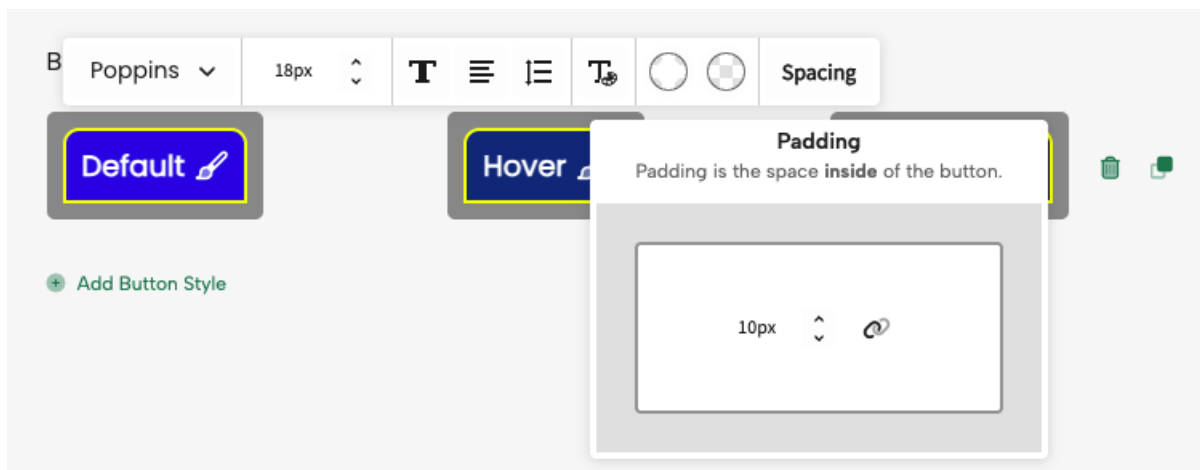 B
Poppins 18px T T Spacing
Default Hover
Padding
Padding is the space inside of the button.
Add Button Style
10px